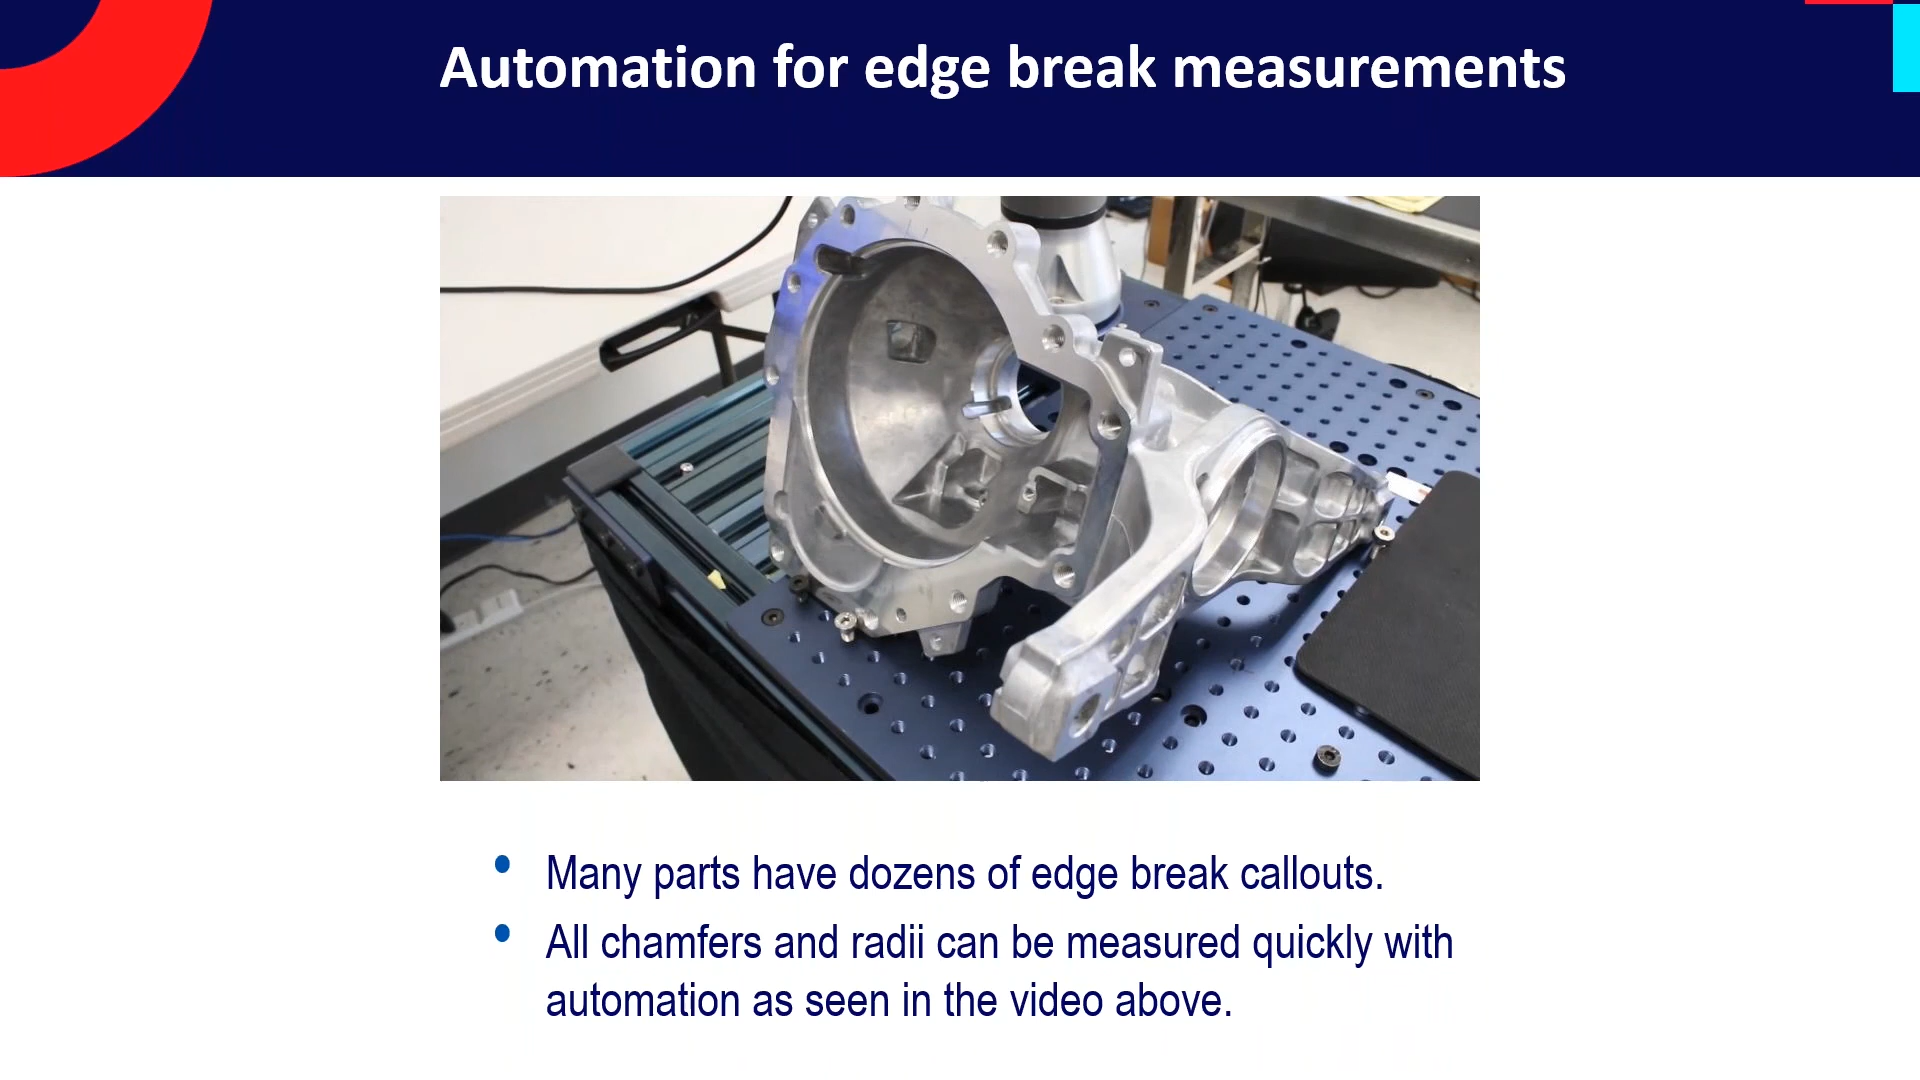 Automation for edge break measurements
• Many parts have dozens of edge break callouts.
• All chamfers and radii can be measured quickly with
automation as seen in the video above.